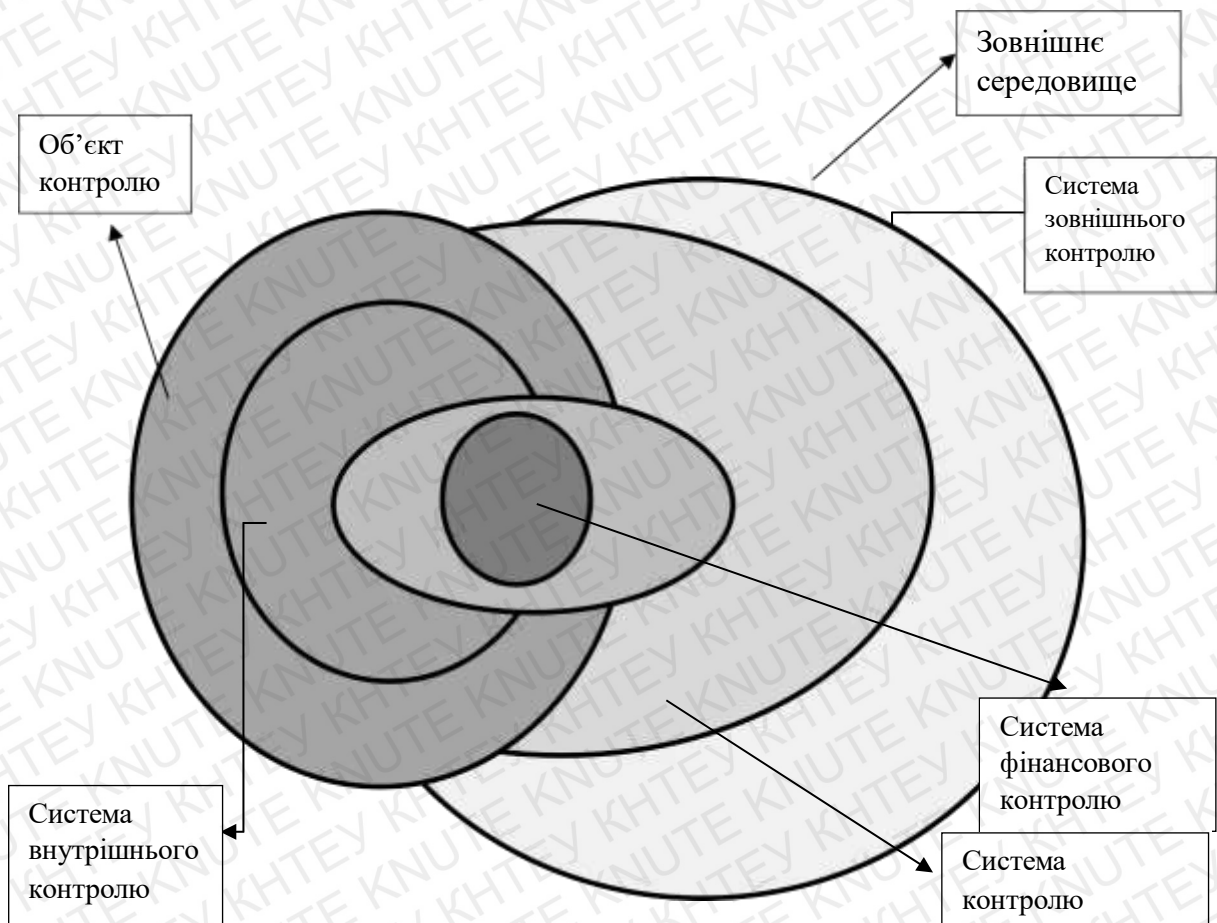 Зовнішнє
середовище
Об’єкт
контролю
Система
зовнішнього
контролю
Система
фінансового
контролю
Система
внутрішнього
контролю
Система
контролю